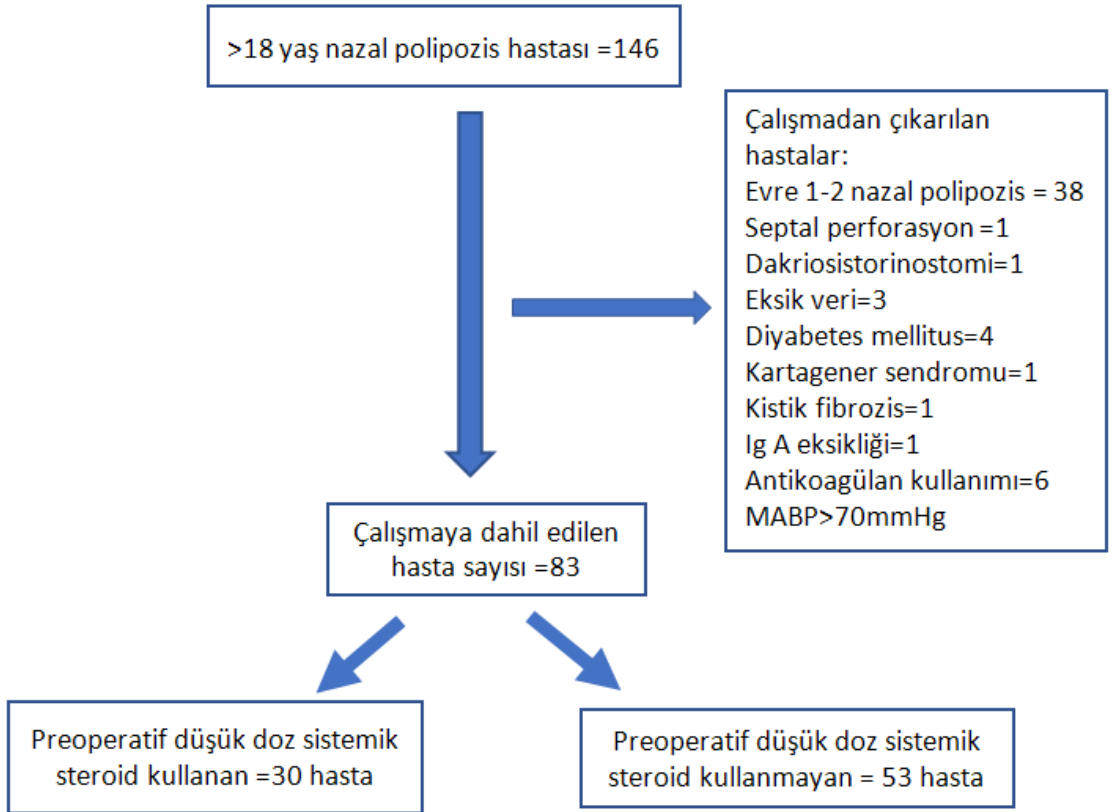 >18 yaş nazal polipozis hastası =146
Çalışmadan çıkarılan
hastalar:
Evre 1-2 nazal polipozis = 38
Septal perforasyon =1
Dakriosistorinostomi=1
Eksik veri=3
Diyabetes mellitus=4
Kartagener sendromu=1
Kistik fibrozis=1
Ig A eksikliği=1
Antikoagülan kullanımı=6
MABP>70mmHg
Çalışmaya dahil edilen
hasta sayısı =83
Preoperatif düşük doz sistemik
steroid kullanan =30 hasta
Preoperatif düşük doz sistemik
steroid kullanmayan = 53 hasta